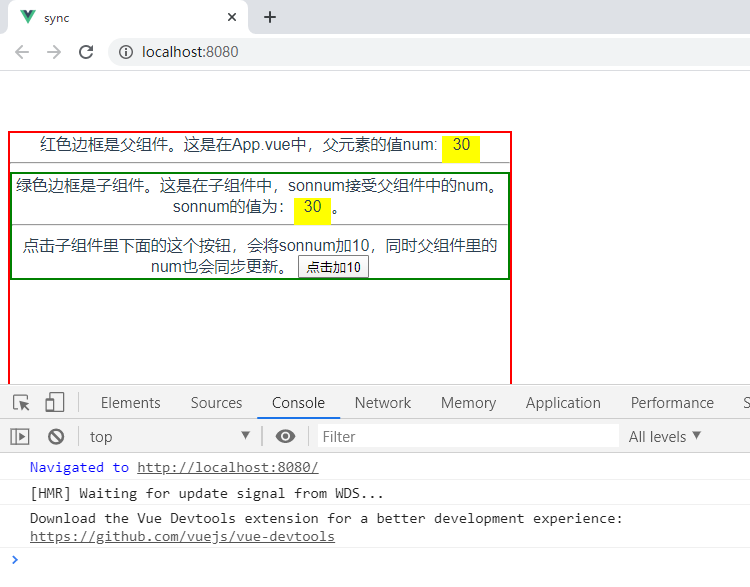 sync
localhost:8080
红色边框是父组件。这是在App.vue中，父元素的值num: 30
绿色边框是子组件。这是在子组件中，sonnum接受父组件中的num。
sonnum的值为： 30 。
点击子组件里下面的这个按钮，会将sonnum加10，同时父组件里的
num也会同步更新。 点击加10
Elements Sources Console Network Memory Application Performance S
top Filter All levels
Navigated to http://localhost:8080/
[HMR] Waiting for update signal from WDS...
Download the Vue Devtools extension for a better development experience:
https://github.com/vuejs/vue-devtools